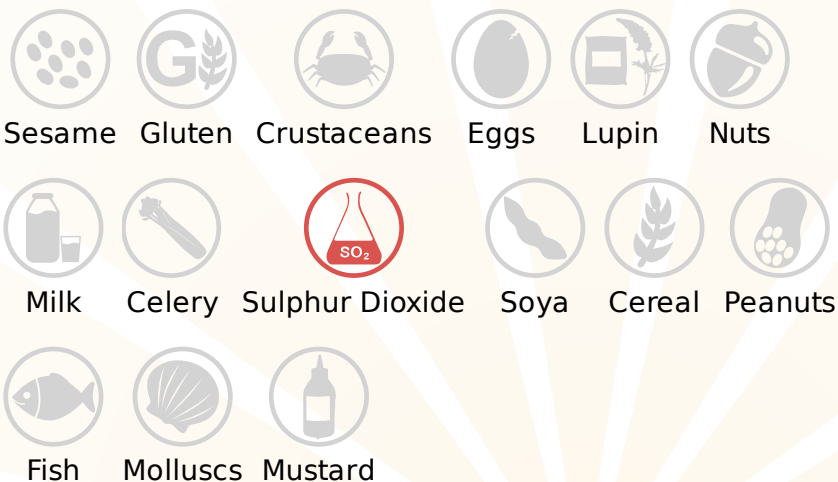 G
Sesame Gluten Crustaceans Eggs Lupin Nuts
SO₂
Milk Celery Sulphur Dioxide Soya Cereal Peanuts
Fish Molluscs Mustard